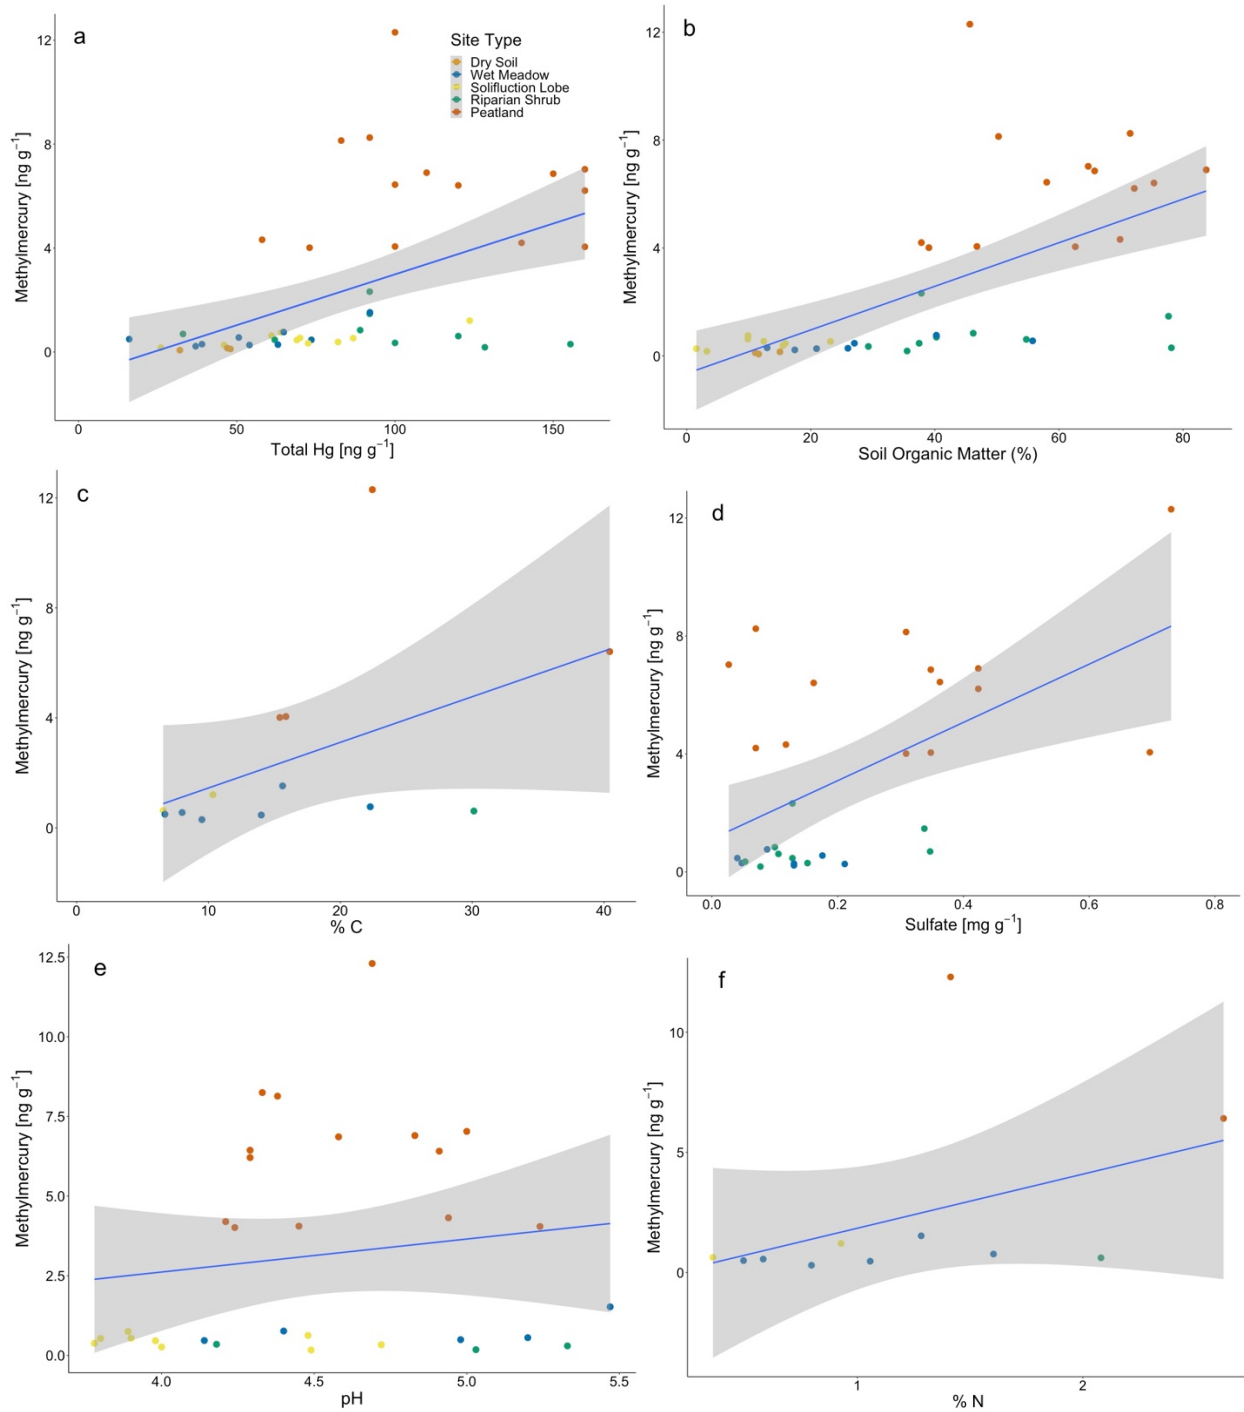 a
Site Type
Dry Soil
Wet Meadow
Solifluction Lobe
Riparian Shrub
Peatland
12
8
4
0
Methylmercury [ng g⁻¹]
0 50 100 150
Total Hg [ng g⁻¹]
b
12
8
4
0
Methylmercury [ng g⁻¹]
0 20 40 60 80
Soil Organic Matter (%)
c
12
8
4
0
Methylmercury [ng g⁻¹]
0 10 20 30 40
% C
d
12
8
4
0
Methylmercury [ng g⁻¹]
0.0 0.2 0.4 0.6 0.8
Sulfate [mg g⁻¹]
e
12.5
10.0
7.5
5.0
2.5
0.0
Methylmercury [ng g⁻¹]
4.0 4.5 5.0 5.5
pH
f
10
5
0
Methylmercury [ng g⁻¹]
1 2
% N